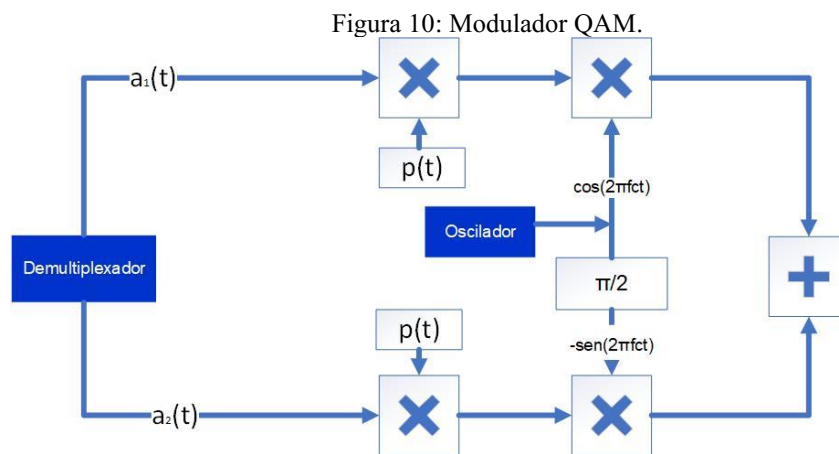 Figura 10: Modulador QAM.
a₁(t)
p(t)
cos(2πfct)
Oscilador
Demultiplexador
π/2
p(t)
-sen(2πfct)
a₂(t)